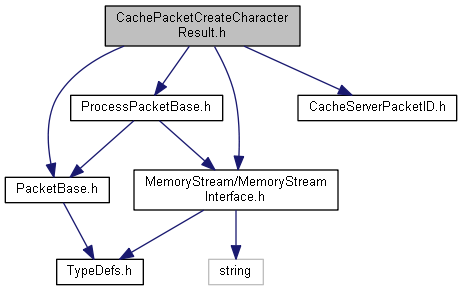 CachePacketCreateCharacter
Result.h
ProcessPacketBase.h
CacheServerPacketID.h
PacketBase.h
MemoryStream/MemoryStream
Interface.h
TypeDefs.h
string